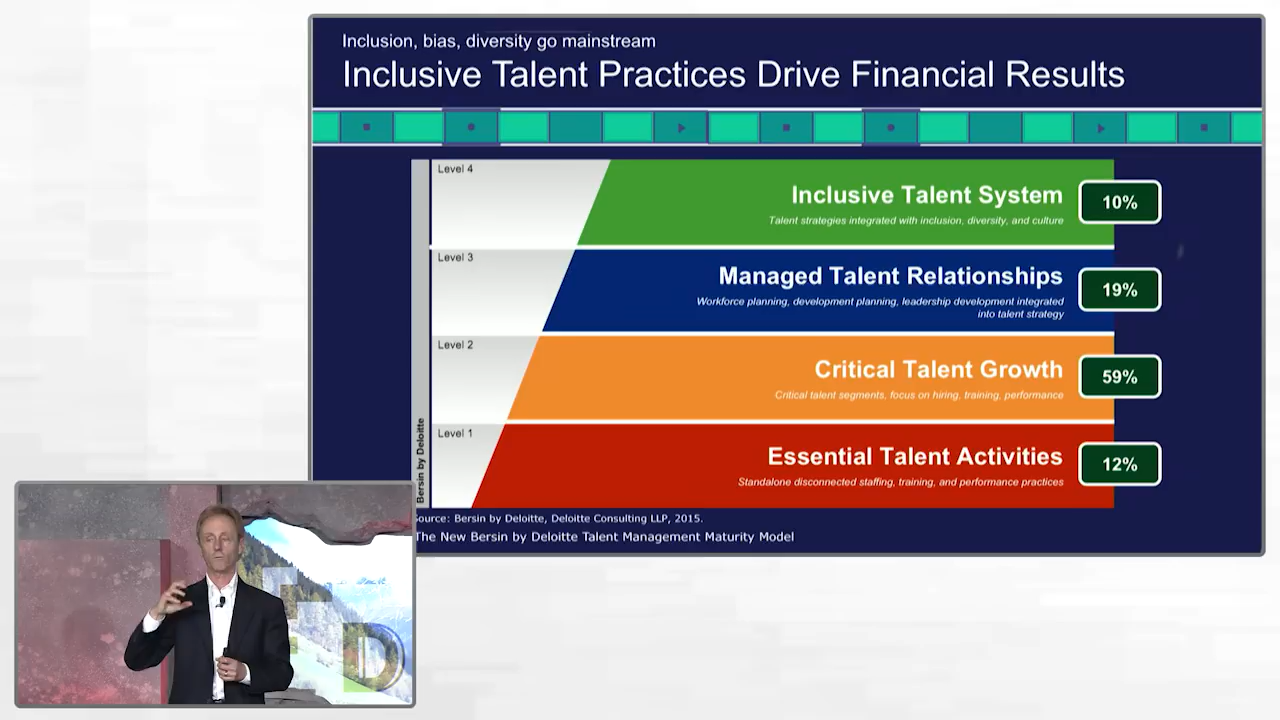 Inclusion, bias, diversity go mainstream
Inclusive Talent Practices Drive Financial Results
Level 4
Inclusive Talent System
Talent strategies integrated with inclusion, diversity, and culture
10%
Level 3
Managed Talent Relationships
Workforce planning, development planning, leadership development integrated
into talent strategy
19%
Level 2
Critical Talent Growth
Critical talent segments, focus on hiring, training, performance
59%
Level 1
Essential Talent Activities
Standalone disconnected staffing, training, and performance practices
12%
Bersin by Deloitte
Source: Bersin by Deloitte, Deloitte Consulting LLP, 2015.
The New Bersin by Deloitte Talent Management Maturity Model
D